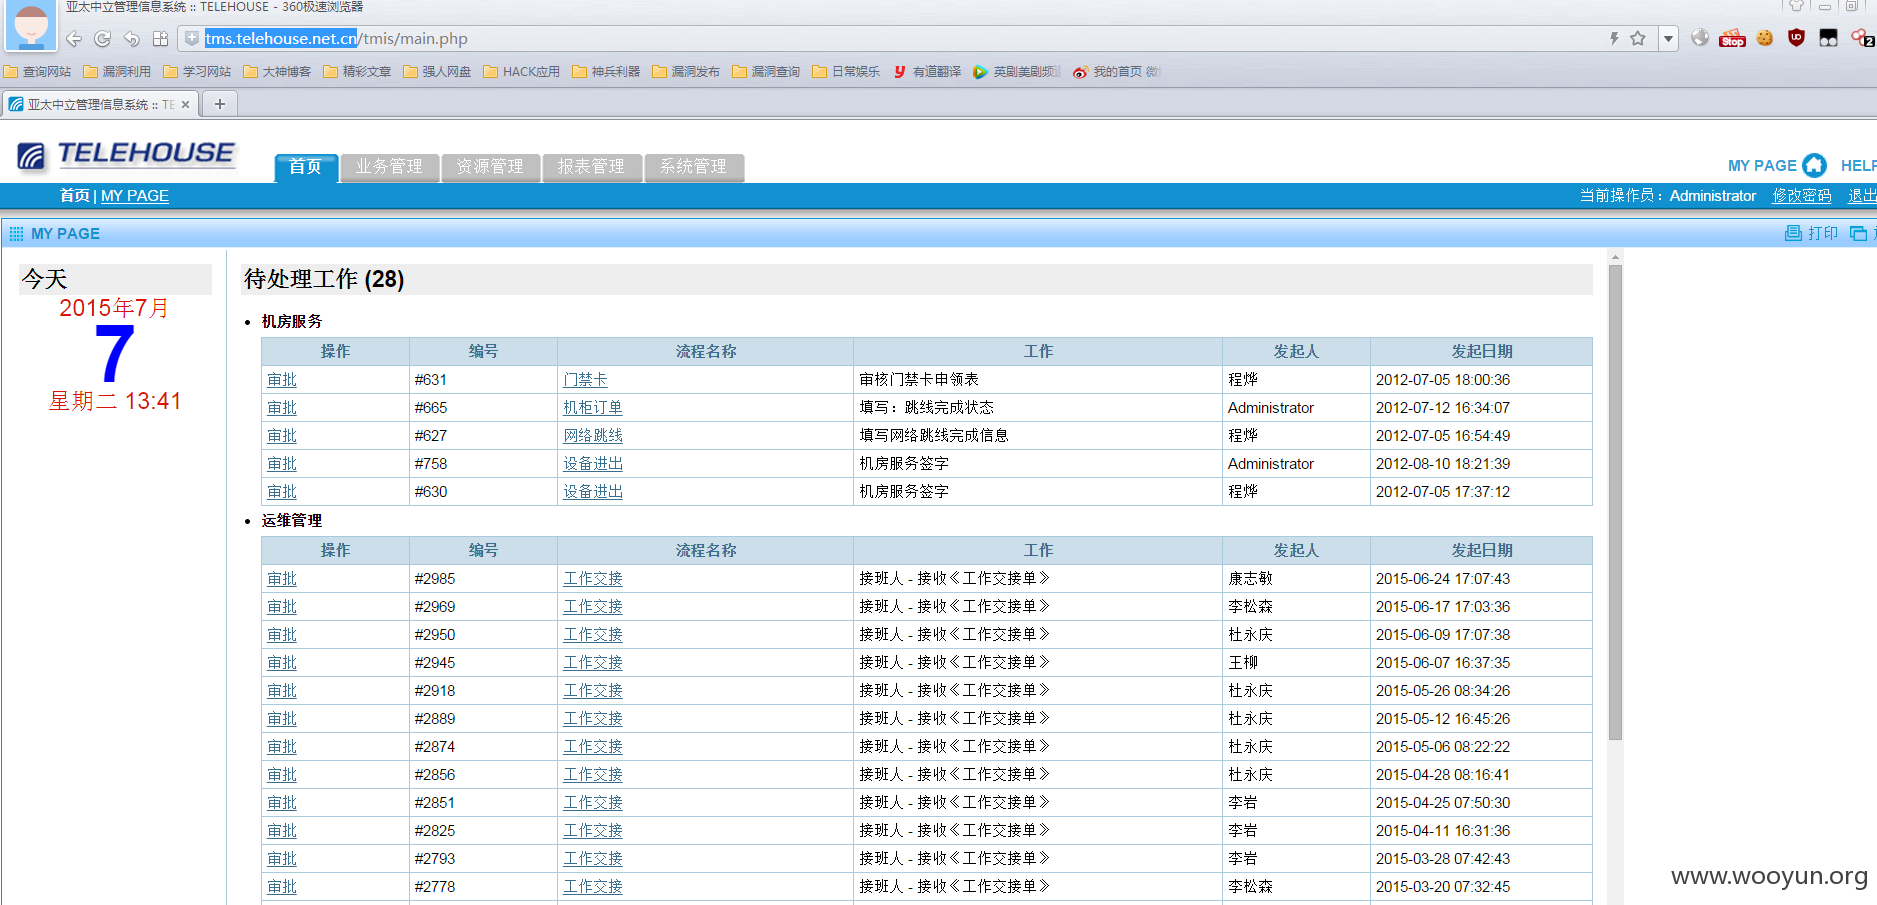 亚太中立管理信息系统 :: TELEHOUSE - 360极速浏览器
tms.telehouse.net.cn/tmis/main.php
Stop
2
查询网站 漏洞利用 学习网站 大神博客 精彩文章 强人网盘 HACK应用 神兵利器 漏洞发布 漏洞查询 日常娱乐 有道翻译 英剧美剧频道 我的首页 微
亚太中立管理信息系统 :: TE
TELEHOUSE
首页 业务管理 资源管理 报表管理 系统管理
MY PAGE HELP
首页 | MY PAGE
当前操作员：Administrator 修改密码 退出
MY PAGE
打印
今天
2015年7月
7
星期二 13:41
待处理工作 (28)
机房服务
操作 编号 流程名称 工作 发起人 发起日期
审批 #631 门禁卡 审核门禁卡申领表 程烨 2012-07-05 18:00:36
审批 #665 机柜订单 填写：跳线完成状态 Administrator 2012-07-12 16:34:07
审批 #627 网络跳线 填写网络跳线完成信息 程烨 2012-07-05 16:54:49
审批 #758 设备进出 机房服务签字 Administrator 2012-08-10 18:21:39
审批 #630 设备进出 机房服务签字 程烨 2012-07-05 17:37:12
运维管理
操作 编号 流程名称 工作 发起人 发起日期
审批 #2985 工作交接 接班人 - 接收《工作交接单》 康志敏 2015-06-24 17:07:43
审批 #2969 工作交接 接班人 - 接收《工作交接单》 李松森 2015-06-17 17:03:36
审批 #2950 工作交接 接班人 - 接收《工作交接单》 杜永庆 2015-06-09 17:07:38
审批 #2945 工作交接 接班人 - 接收《工作交接单》 王柳 2015-06-07 16:37:35
审批 #2918 工作交接 接班人 - 接收《工作交接单》 杜永庆 2015-05-26 08:34:26
审批 #2889 工作交接 接班人 - 接收《工作交接单》 杜永庆 2015-05-12 16:45:26
审批 #2874 工作交接 接班人 - 接收《工作交接单》 杜永庆 2015-05-06 08:22:22
审批 #2856 工作交接 接班人 - 接收《工作交接单》 杜永庆 2015-04-28 08:16:41
审批 #2851 工作交接 接班人 - 接收《工作交接单》 李岩 2015-04-25 07:50:30
审批 #2825 工作交接 接班人 - 接收《工作交接单》 李岩 2015-04-11 16:31:36
审批 #2793 工作交接 接班人 - 接收《工作交接单》 李岩 2015-03-28 07:42:43
审批 #2778 工作交接 接班人 - 接收《工作交接单》 李松森 2015-03-20 07:32:45
www.wooyun.org